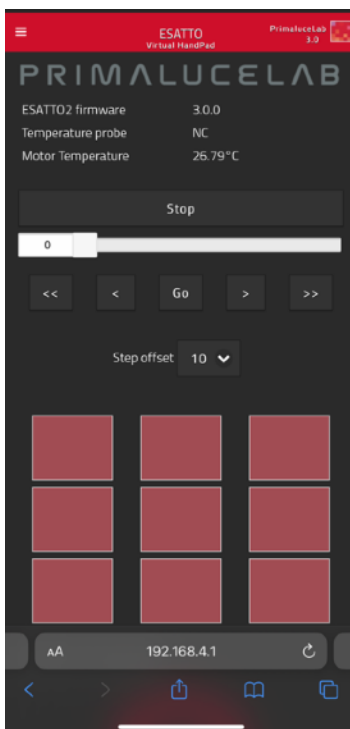 ESATTO
Virtual HandPad
PrimaluceLab
3.0
PRIMALUCELAB
ESATTO2 firmware 3.0.0
Temperature probe NC
Motor Temperature 26.79°C
Stop
0
<< < Go > >>
Step offset 10
AA 192.168.4.1